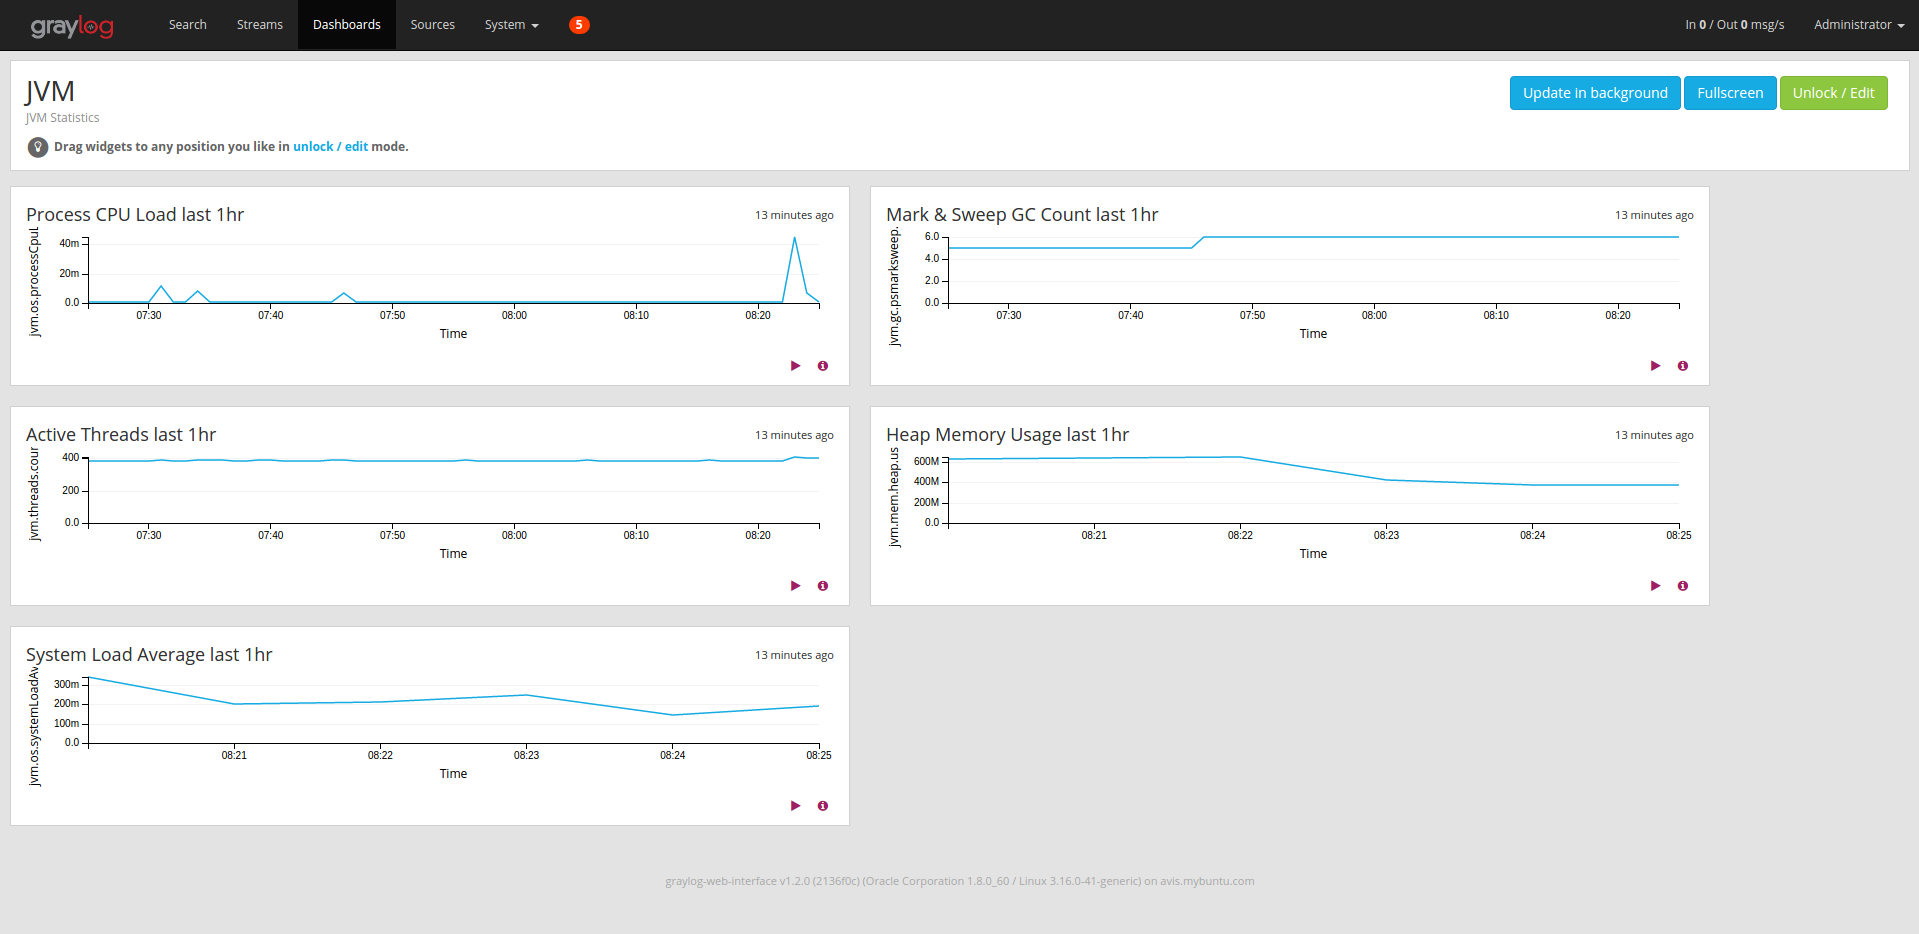 graylog Search Streams Dashboards Sources System 5 In 0 / Out 0 msg/s Administrator
JVM
JVM Statistics
Drag widgets to any position you like in unlock / edit mode.
Update in background Fullscreen Unlock / Edit
Process CPU Load last 1hr 13 minutes ago
jvm.os.processCpuL
40m
20m
0.0
07:30 07:40 07:50 08:00 08:10 08:20
Time
Mark & Sweep GC Count last 1hr 13 minutes ago
jvm.gc.psmarksweep.
6.0
4.0
2.0
0.0
07:30 07:40 07:50 08:00 08:10 08:20
Time
Active Threads last 1hr 13 minutes ago
jvm.threads.cour
400
200
0.0
07:30 07:40 07:50 08:00 08:10 08:20
Time
Heap Memory Usage last 1hr 13 minutes ago
jvm.mem.heap.us
600M
400M
200M
0.0
08:21 08:22 08:23 08:24 08:25
Time
System Load Average last 1hr 13 minutes ago
jvm.os.systemLoadAv
300m
200m
100m
0.0
08:21 08:22 08:23 08:24 08:25
Time
graylog-web-interface v1.2.0 (2136f0c) (Oracle Corporation 1.8.0_60 / Linux 3.16.0-41-generic) on avis.mybuntu.com